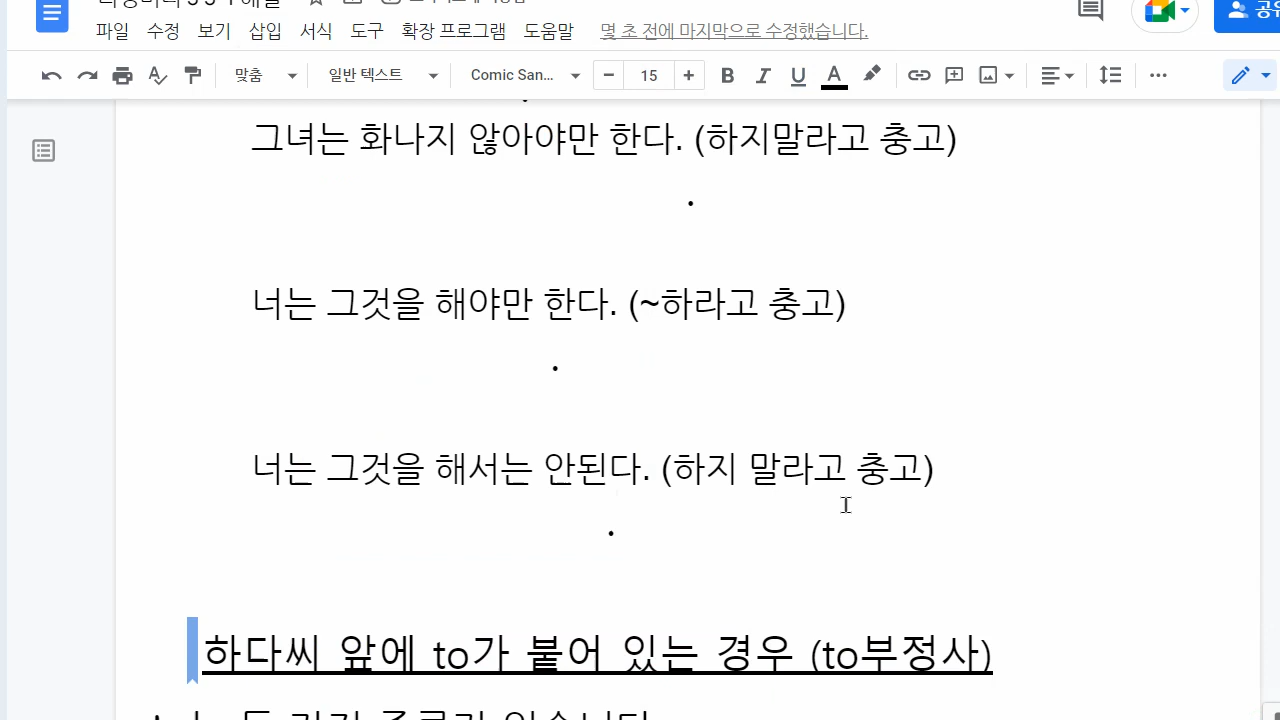 파일 수정 보기 삽입 서식 도구 확장 프로그램 도움말 몇 초 전에 마지막으로 수정했습니다.
맞춤 일반 텍스트 Comic San... − 15 + B I U A ...
그녀는 화나지 않아야만 한다. (하지말라고 충고)
.
너는 그것을 해야만 한다. (~하라고 충고)
.
너는 그것을 해서는 안된다. (하지 말라고 충고)
.
하다씨 앞에 to가 붙어 있는 경우 (to부정사)